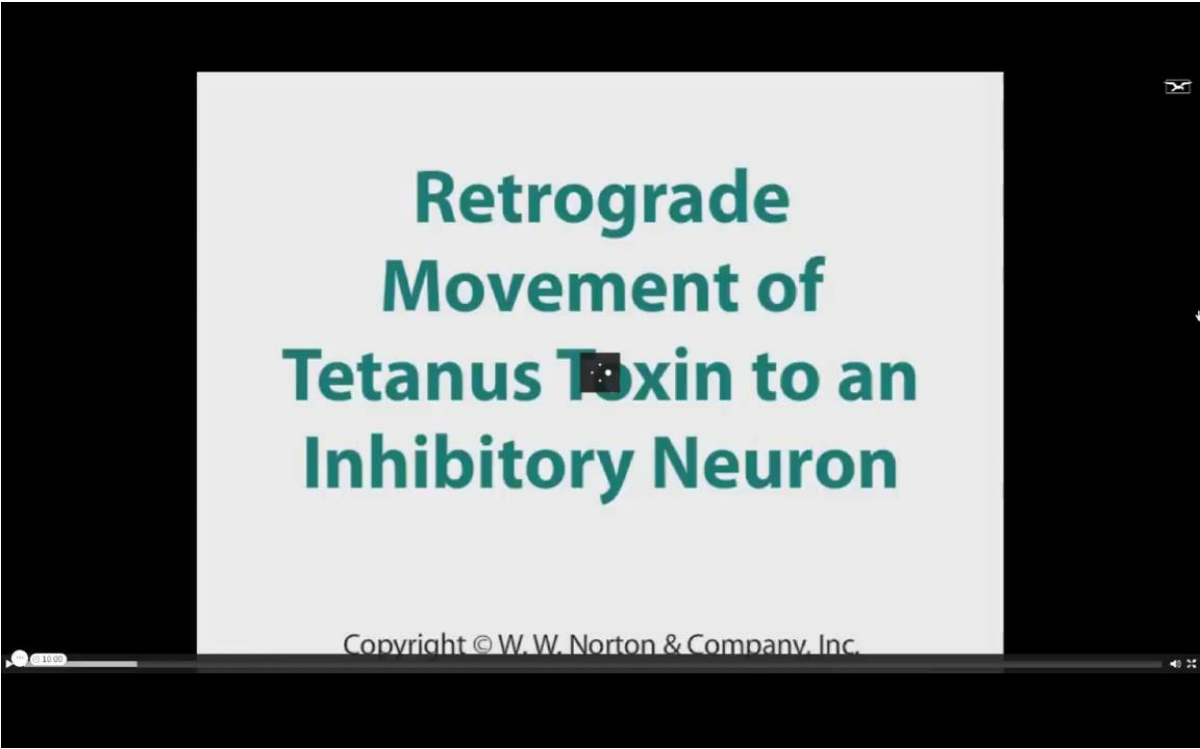 Retrograde
Movement of
Tetanus Toxin to an
Inhibitory Neuron
Copyright © W. W. Norton & Company, Inc.
10:00